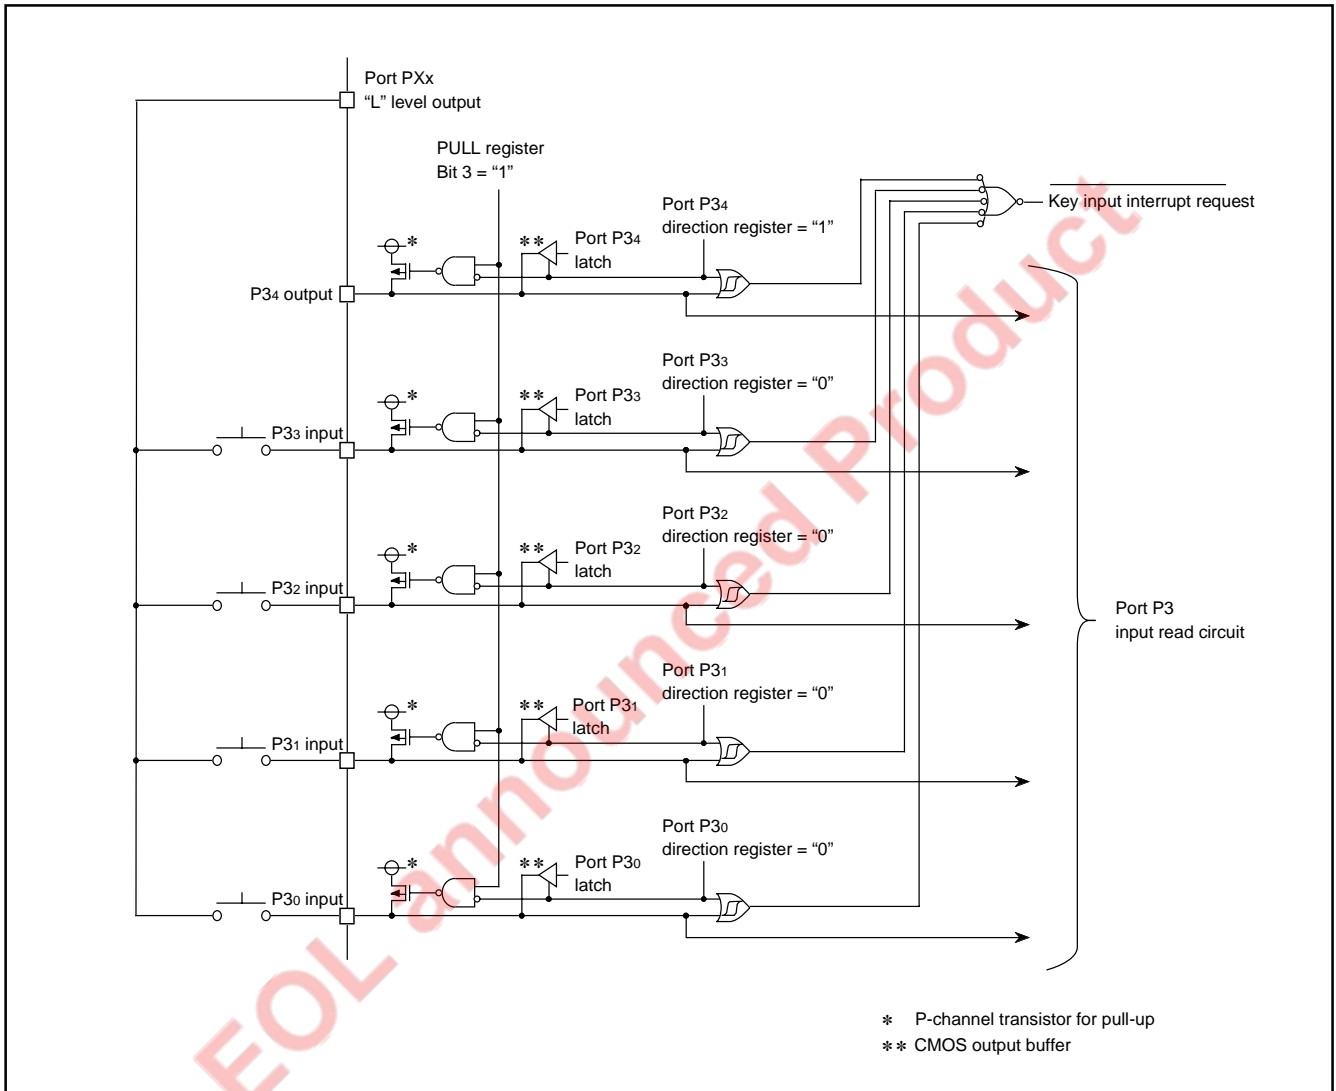 Port PXx
“L” level output
PULL register
Bit 3 = “1”
Port P34
direction register = “1”
Key input interrupt request
*
**
Port P34
latch
P34 output
Port P33
direction register = “0”
*
**
Port P33
latch
P33 input
Port P32
direction register = “0”
*
**
Port P32
latch
P32 input
Port P3
input read circuit
Port P31
direction register = “0”
*
**
Port P31
latch
P31 input
Port P30
direction register = “0”
*
**
Port P30
latch
P30 input
* P-channel transistor for pull-up
** CMOS output buffer
EOL announced Product